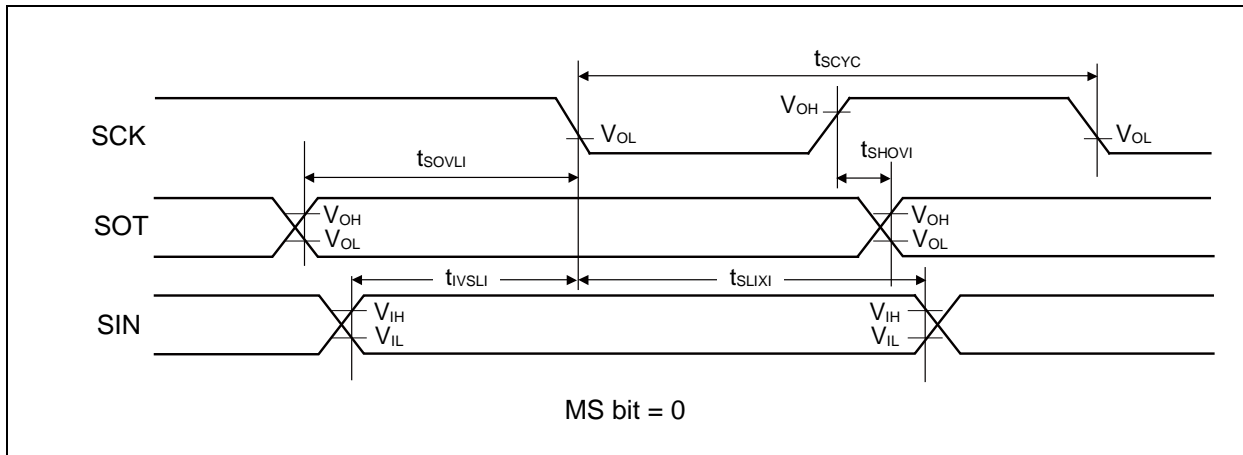 tSCYC
VOH
SCK
VOL
VOL
tSOVLI
tSHOVI
VOH
VOH
SOT
VOL
VOL
tIVSLI
tSLIXI
VIH
VIH
SIN
VIL
VIL
MS bit = 0